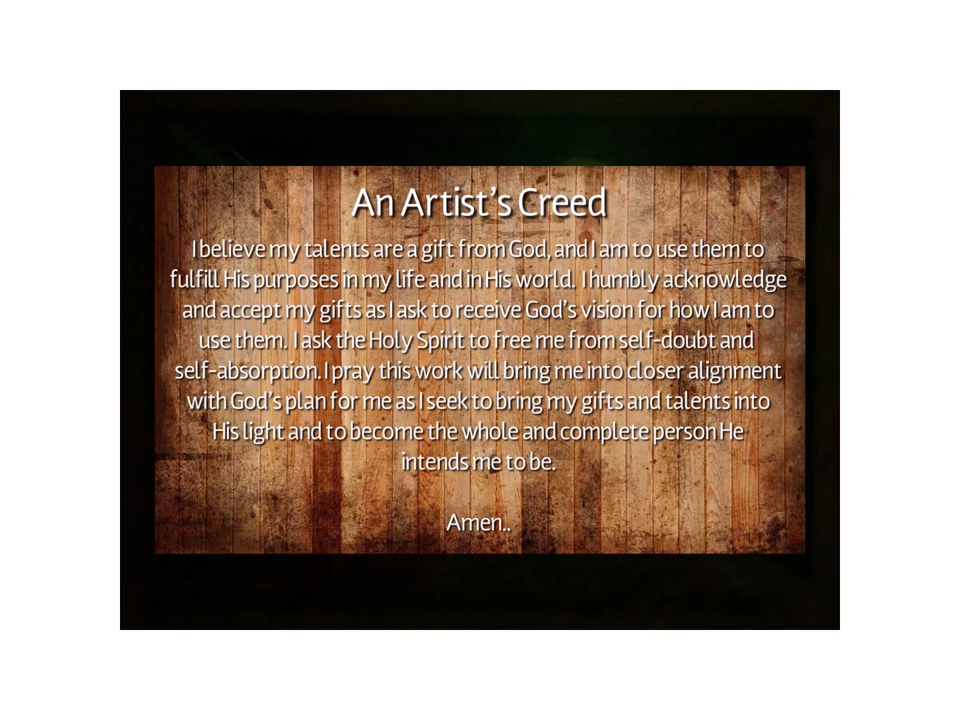 An Artist's Creed
I believe my talents are a gift from God, and I am to use them to
fulfill His purposes in my life and in His world. I humbly acknowledge
and accept my gifts as I ask to receive God's vision for how I am to
use them. I ask the Holy Spirit to free me from self-doubt and
self-absorption. I pray this work will bring me into closer alignment
with God's plan for me as I seek to bring my gifts and talents into
His light and to become the whole and complete person He
intends me to be.
Amen..